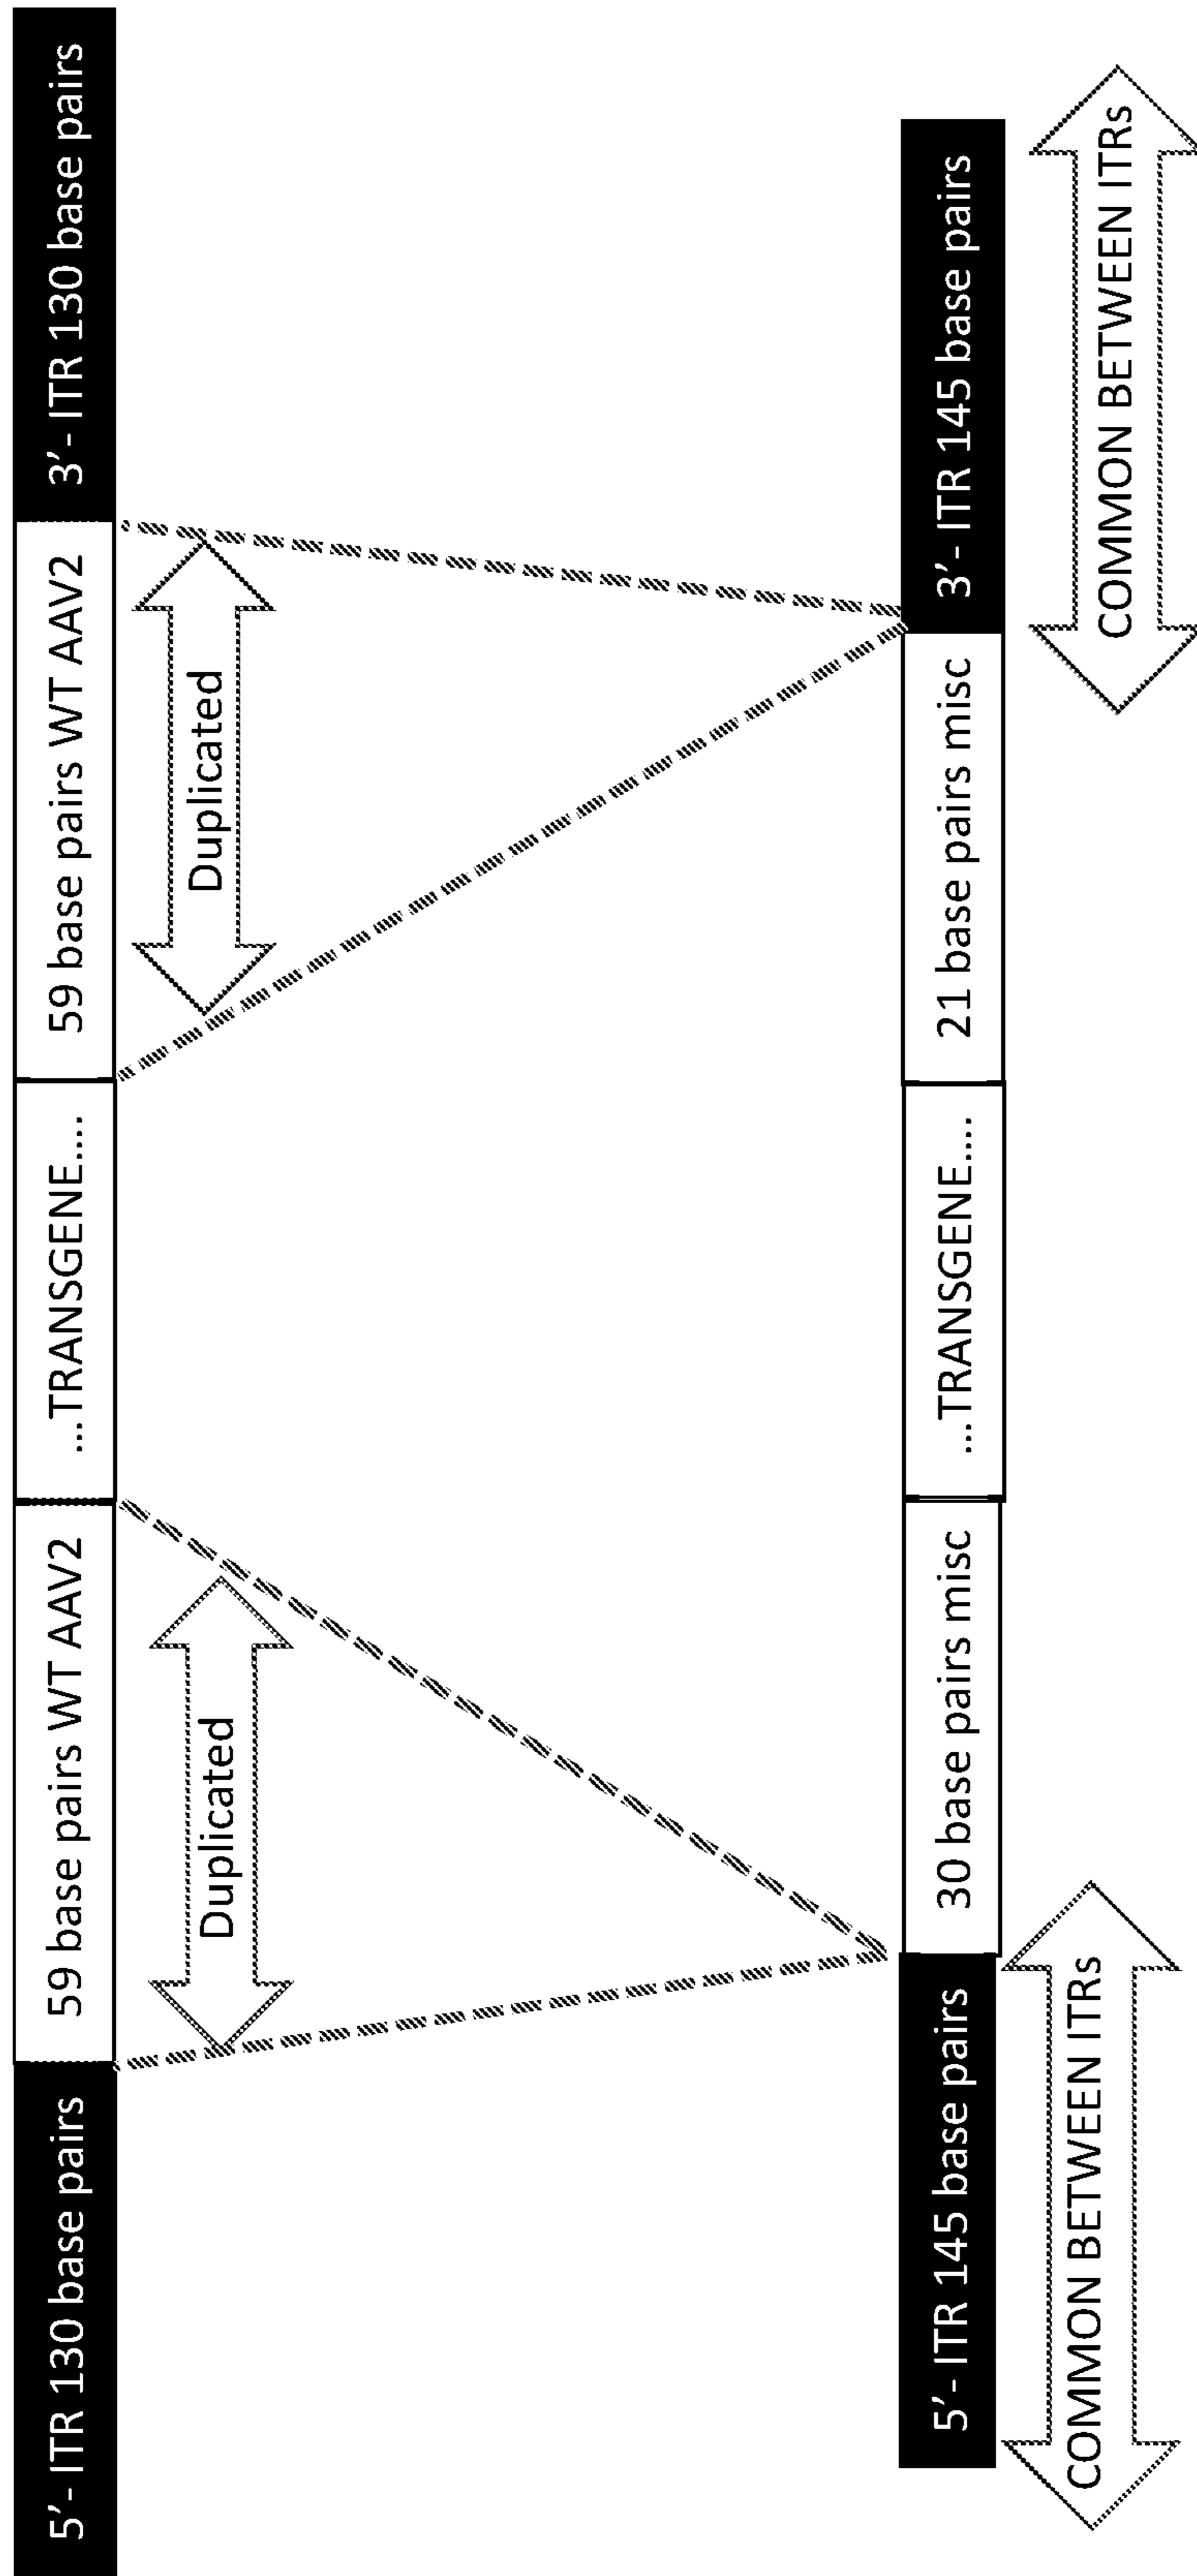 5′- ITR 130 base pairs
59 base pairs WT AAV2
...TRANSGENE....
59 base pairs WT AAV2
3′- ITR 130 base pairs
Duplicated
Duplicated
5′- ITR 145 base pairs
30 base pairs misc
...TRANSGENE....
21 base pairs misc
3′- ITR 145 base pairs
COMMON BETWEEN ITRs
COMMON BETWEEN ITRs